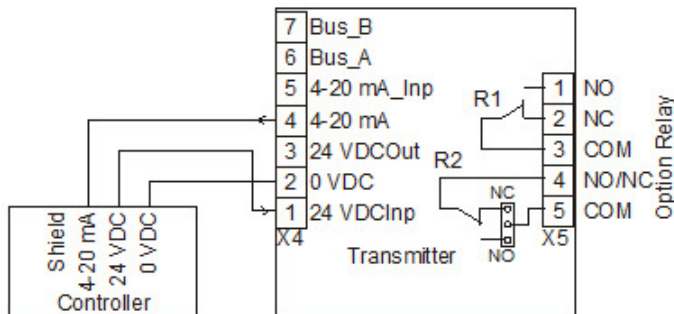 7 Bus_B
6 Bus_A
5 4-20 mA_Inp
4 4-20 mA
3 24 VDCOut
2 0 VDC
1 24 VDCInp
X4
R1
R2
NC
NO
1 NO
2 NC
3 COM
4 NO/NC
5 COM
X5
Option Relay
Transmitter
Shield
4-20 mA
24 VDC
0 VDC
Controller